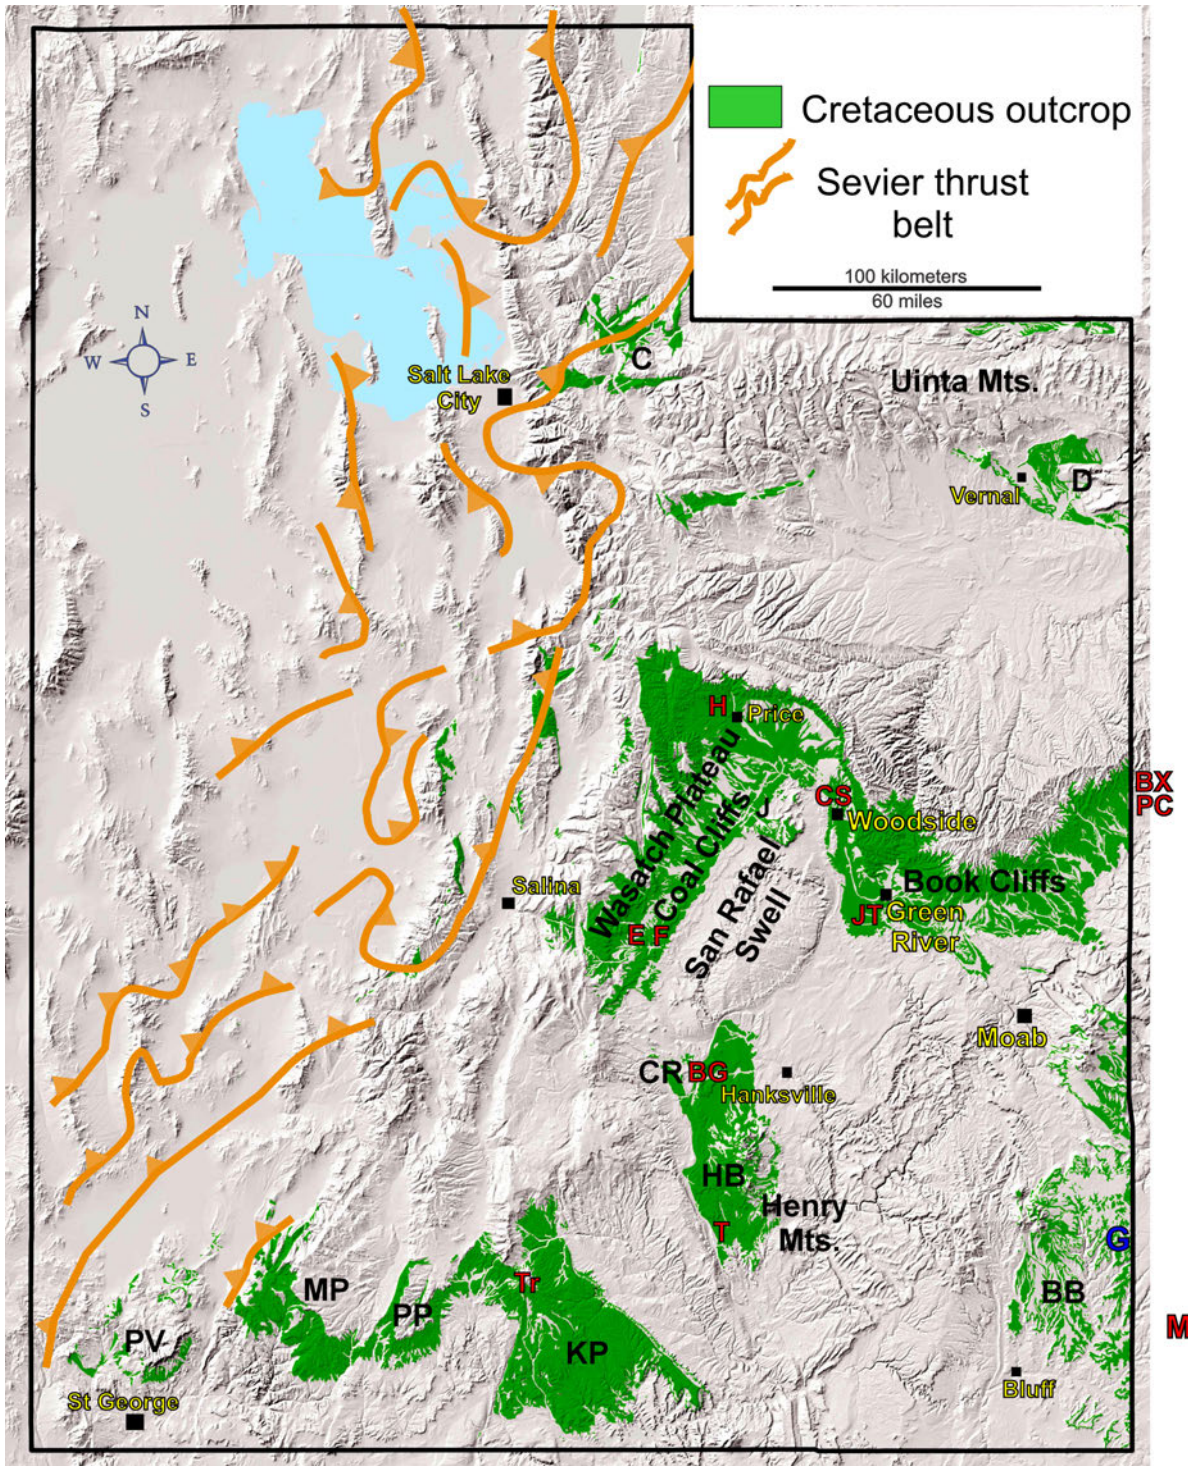 Cretaceous outcrop
Sevier thrust
belt
100 kilometers
60 miles
N
W
E
S
C
Salt Lake
City
Uinta Mts.
D
Vernal
H
Price
Wasatch Plateau
Coal Cliffs
J
San Rafael
Swell
CS
Woodside
BX
PC
Book Cliffs
Salina
E
F
JT
Green
River
Moab
CR
BG
Hanksville
HB
Henry
Mts.
T
G
MP
Tr
PP
BB
PV
KP
M
St George
Bluff